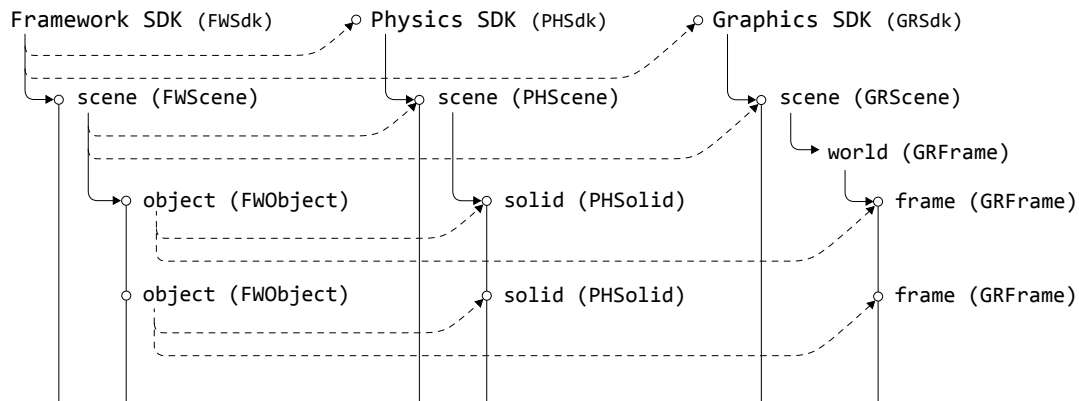 Framework SDK (FWSdk) Physics SDK (PHSdk) Graphics SDK (GRSdk)
scene (FWScene) scene (PHScene) scene (GRScene)
world (GRFrame)
object (FWObject) solid (PHSolid) frame (GRFrame)
object (FWObject) solid (PHSolid) frame (GRFrame)